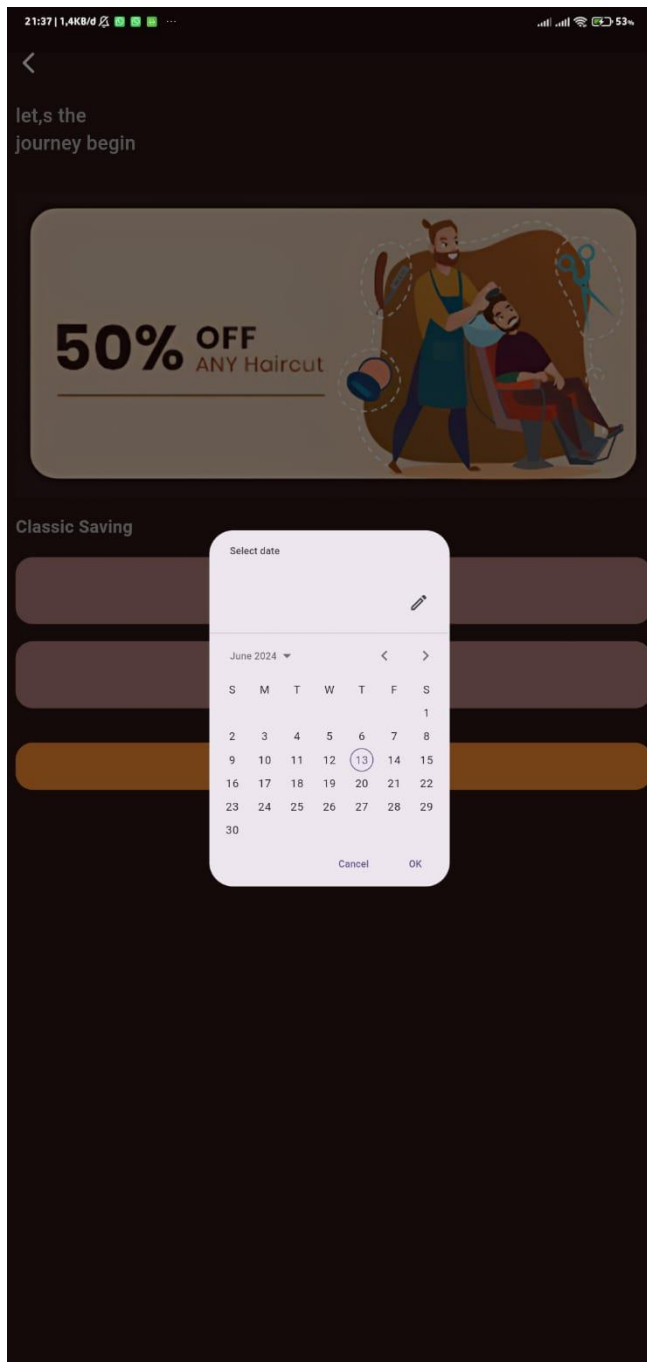 21:37 | 1,4KB/d 53%
let,s the
journey begin
50% OFF
ANY Haircut
Classic Saving
Select date
June 2024
S M T W T F S
1
2 3 4 5 6 7 8
9 10 11 12 13 14 15
16 17 18 19 20 21 22
23 24 25 26 27 28 29
30
Cancel OK